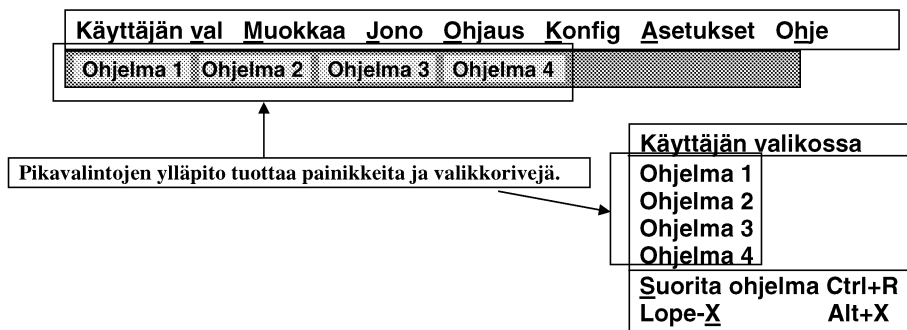 Käyttäjän val Muokkaa Jono Ohjaus Konfig Asetukset Ohje
Ohjelma 1 Ohjelma 2 Ohjelma 3 Ohjelma 4
Pikavalintojen ylläpito tuottaa painikkeita ja valikkorivejä.
Käyttäjän valikossa
Ohjelma 1
Ohjelma 2
Ohjelma 3
Ohjelma 4
Suorita ohjelma Ctrl+R
Lope-X Alt+X